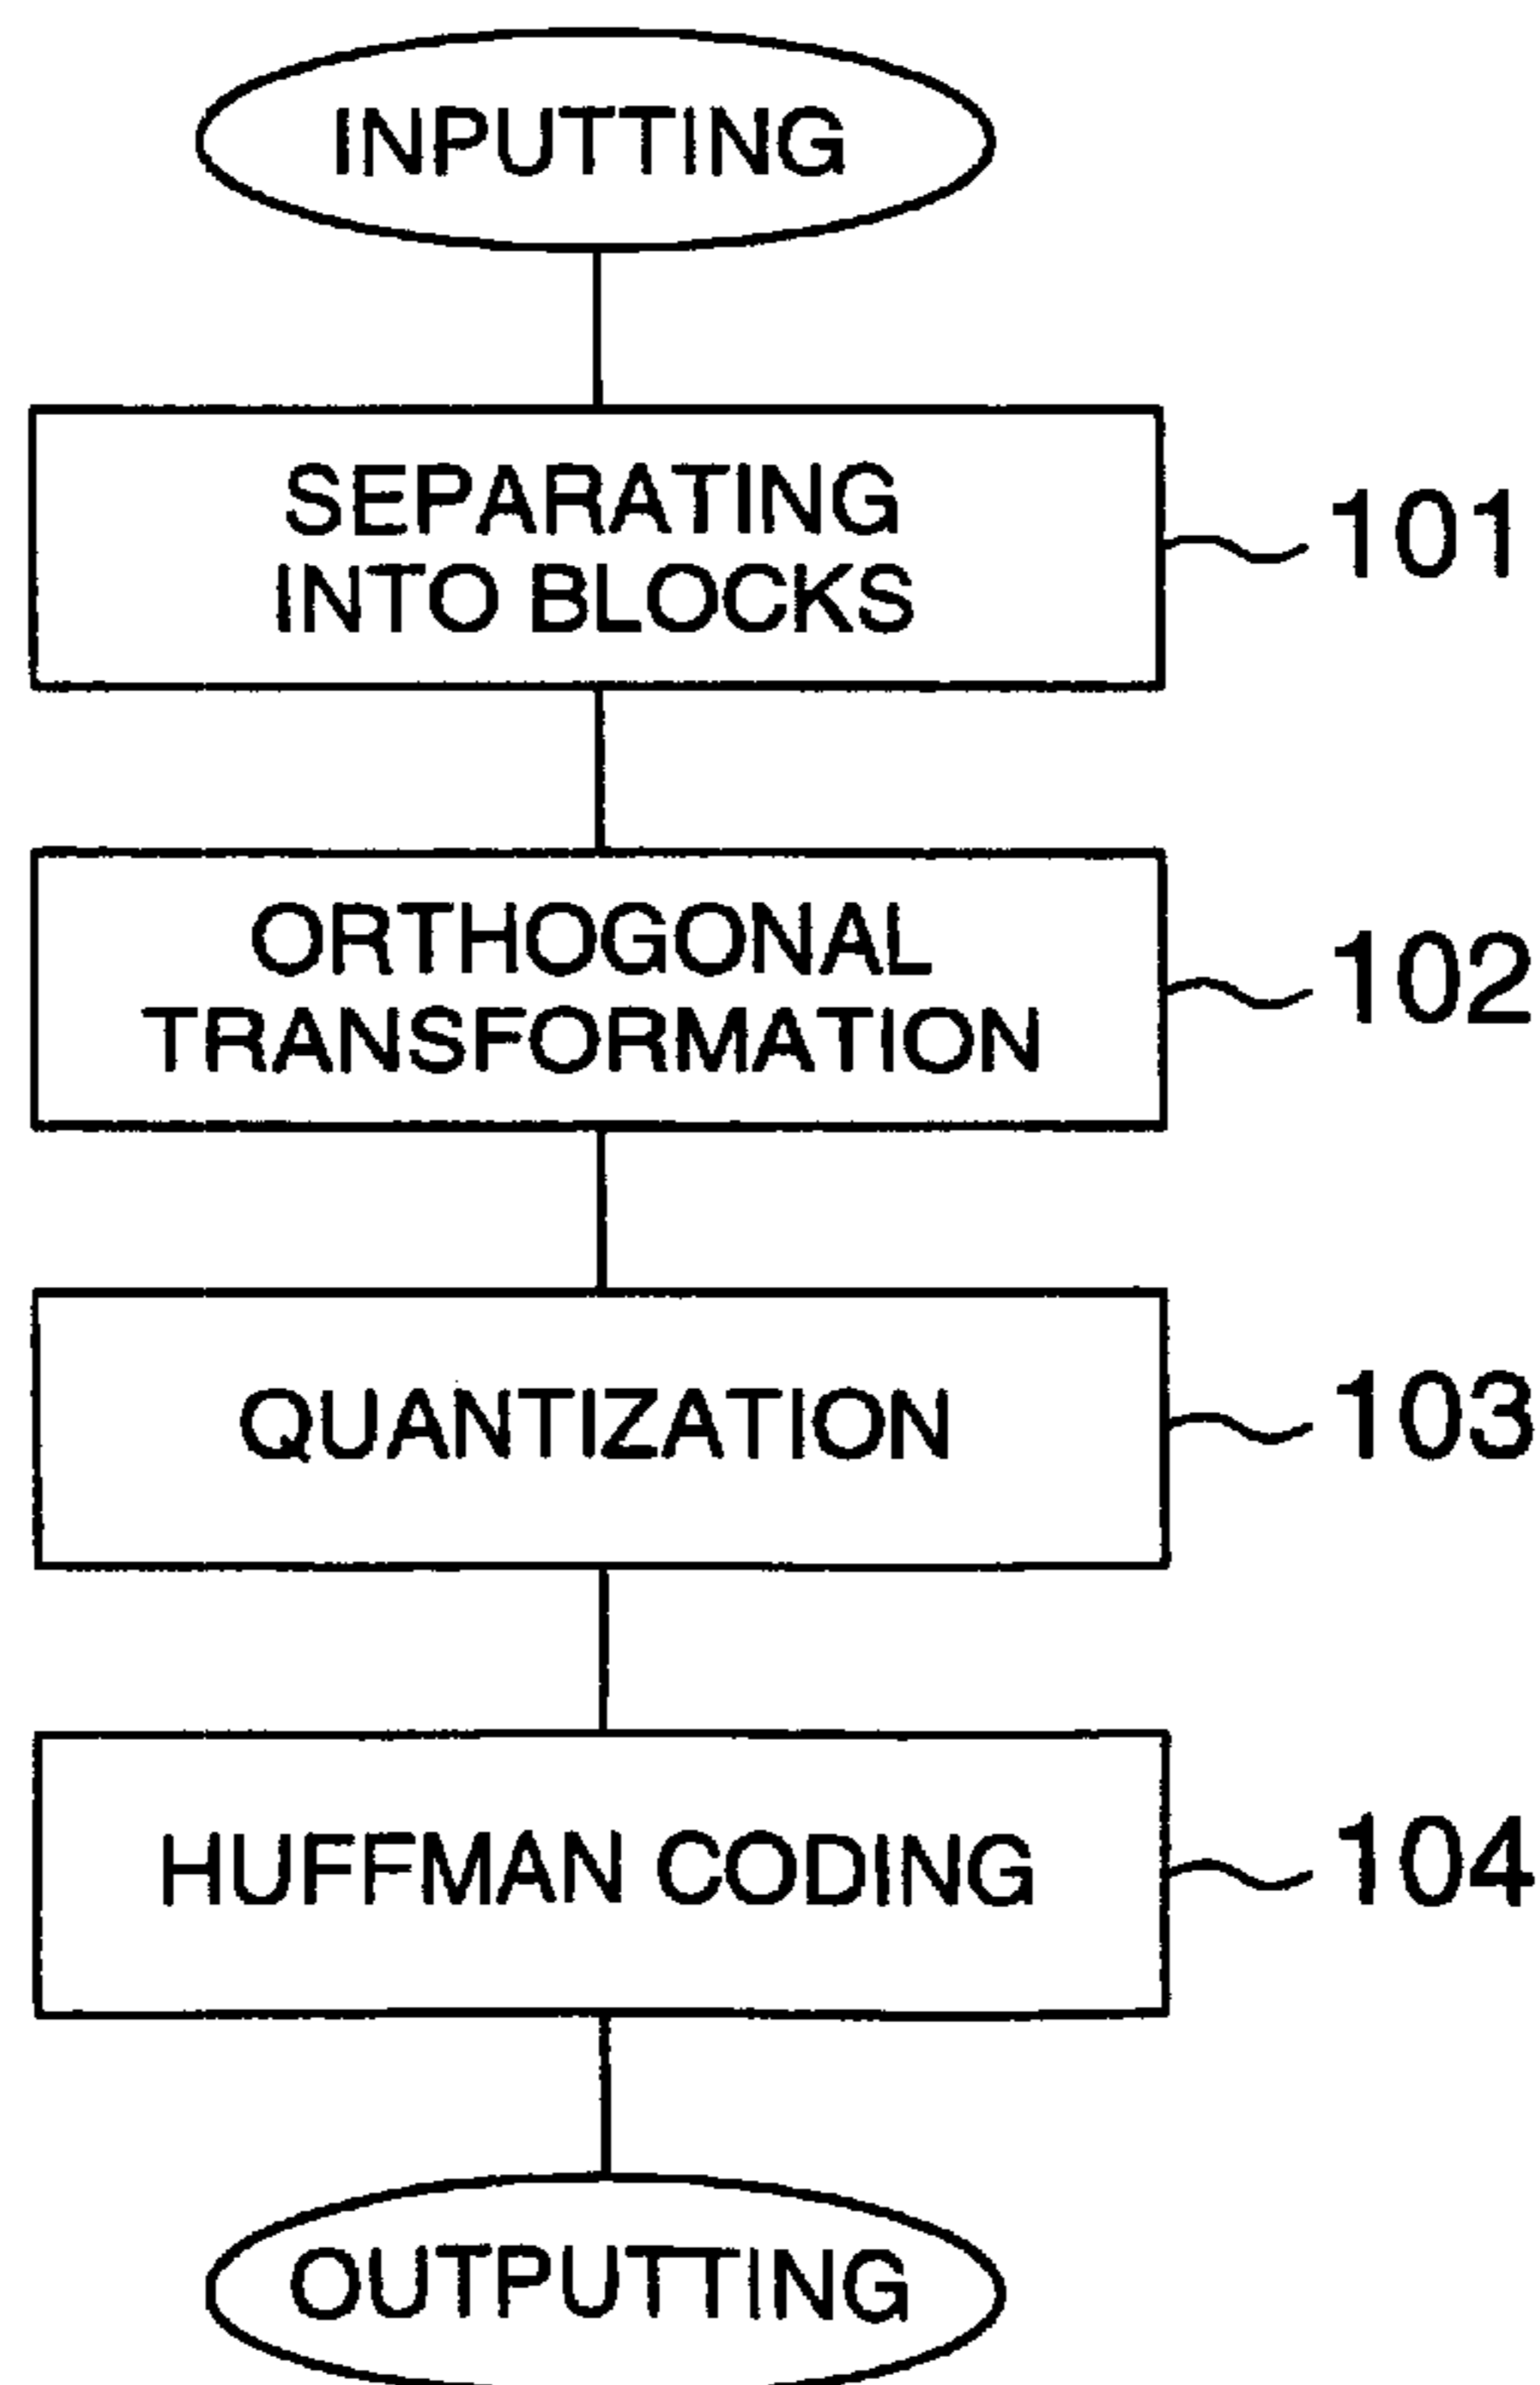 INPUTTING
SEPARATING
INTO BLOCKS
101
ORTHOGONAL
TRANSFORMATION
102
QUANTIZATION
103
HUFFMAN CODING
104
OUTPUTTING